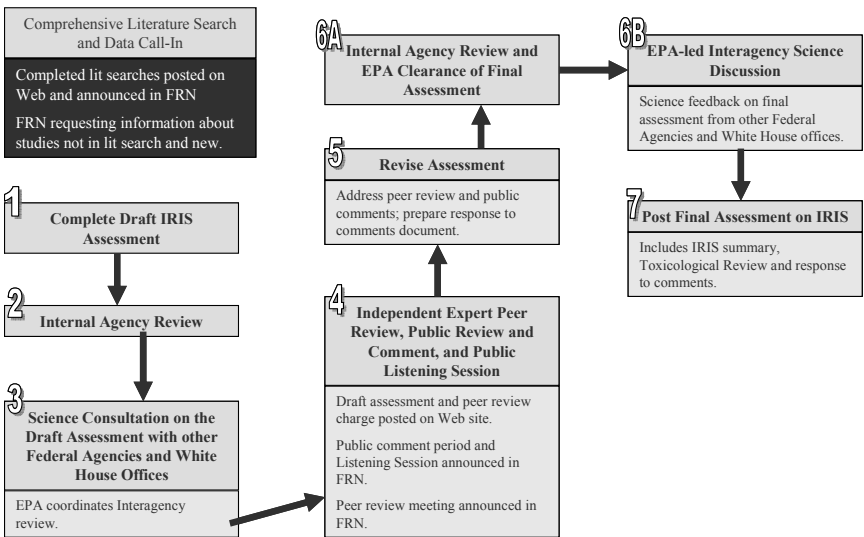 Comprehensive Literature Search
and Data Call-In
Completed lit searches posted on
Web and announced in FRN
FRN requesting information about
studies not in lit search and new.
1
Complete Draft IRIS
Assessment
2
Internal Agency Review
3
Science Consultation on the
Draft Assessment with other
Federal Agencies and White
House Offices
EPA coordinates Interagency
review.
4
Independent Expert Peer
Review, Public Review and
Comment, and Public
Listening Session
Draft assessment and peer review
charge posted on Web site.
Public comment period and
Listening Session announced in
FRN.
Peer review meeting announced in
FRN.
5
Revise Assessment
Address peer review and public
comments; prepare response to
comments document.
6A
Internal Agency Review and
EPA Clearance of Final
Assessment
6B
EPA-led Interagency Science
Discussion
Science feedback on final
assessment from other Federal
Agencies and White House offices.
7
Post Final Assessment on IRIS
Includes IRIS summary,
Toxicological Review and response
to comments.